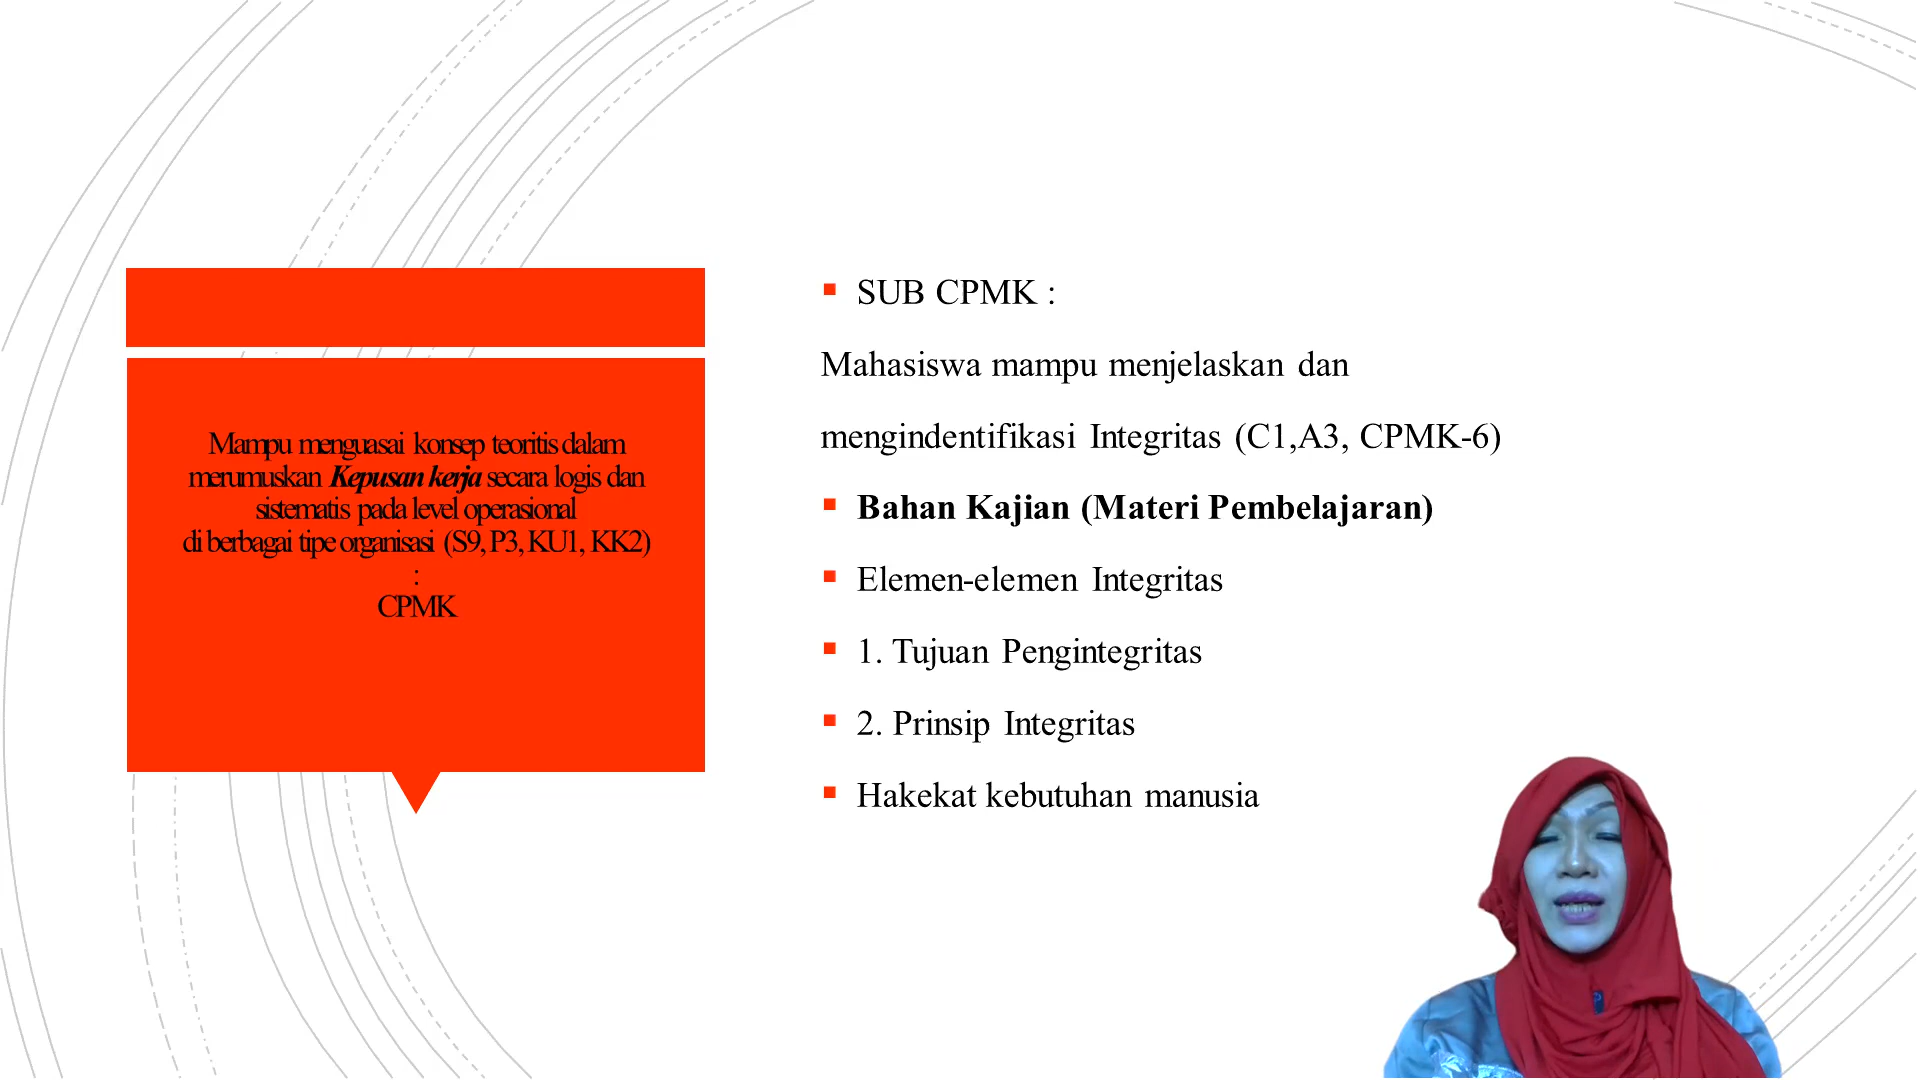 Mampu menguasai konsep teoritis dalam
merumuskan Kepusan kerja secara logis dan
sistematis pada level operasional
di berbagai tipe organisasi (S9, P3, KU1, KK2)
:
CPMK
SUB CPMK :
Mahasiswa mampu menjelaskan dan
mengindentifikasi Integritas (C1,A3, CPMK-6)
Bahan Kajian (Materi Pembelajaran)
Elemen-elemen Integritas
1. Tujuan Pengintegritas
2. Prinsip Integritas
Hakekat kebutuhan manusia